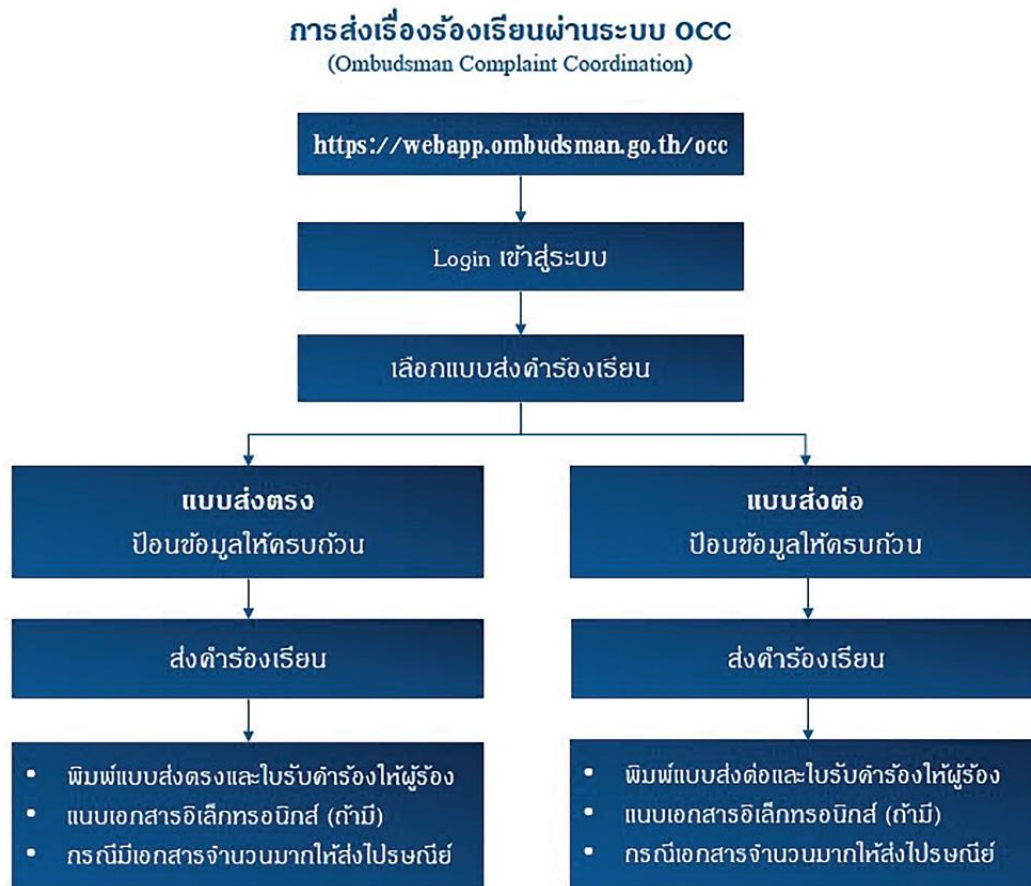 การส่งเรื่องร้องเรียนผ่านระบบ OCC
(Ombudsman Complaint Coordination)
https://webapp.ombudsman.go.th/occ
Login เข้าสู่ระบบ
เลือกแบบส่งคำร้องเรียน
แบบส่งตรง
ป้อนข้อมูลให้ครบถ้วน
ส่งคำร้องเรียน
• พิมพ์แบบส่งตรงและใบรับคำร้องให้ผู้ร้อง
• แนบเอกสารอิเล็กทรอนิกส์ (ถ้ามี)
• กรณีมีเอกสารจำนวนมากให้ส่งไปรษณีย์
แบบส่งต่อ
ป้อนข้อมูลให้ครบถ้วน
ส่งคำร้องเรียน
• พิมพ์แบบส่งต่อและใบรับคำร้องให้ผู้ร้อง
• แนบเอกสารอิเล็กทรอนิกส์ (ถ้ามี)
• กรณีเอกสารจำนวนมากให้ส่งไปรษณีย์